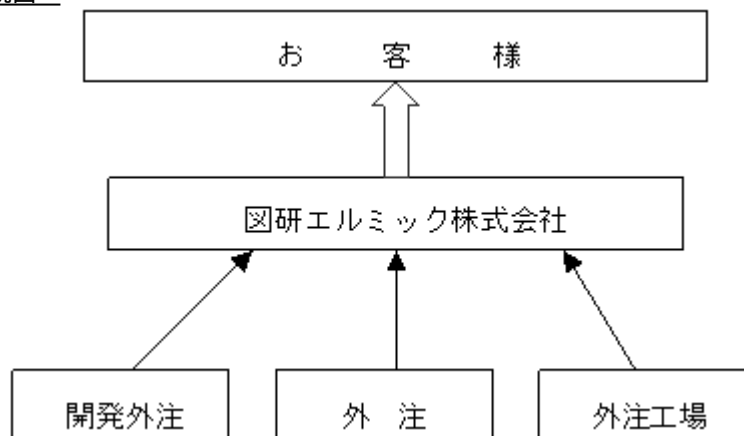 お　客　様
図研エルミック株式会社
開発外注
外　注
外注工場